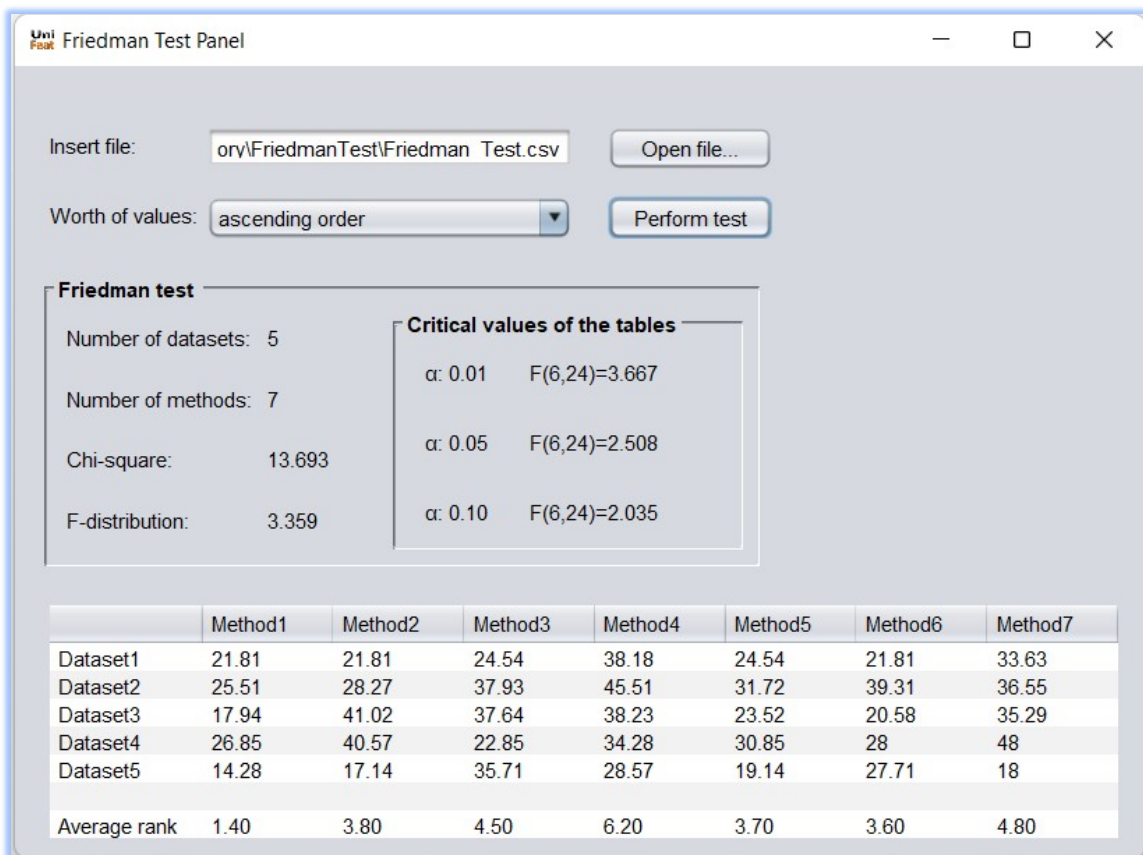 Uni Feat Friedman Test Panel
Insert file: ory\FriedmanTest\Friedman_Test.csv Open file...
Worth of values: ascending order Perform test
Friedman test
Number of datasets: 5
Number of methods: 7
Chi-square: 13.693
F-distribution: 3.359
Critical values of the tables
α: 0.01 F(6,24)=3.667
α: 0.05 F(6,24)=2.508
α: 0.10 F(6,24)=2.035
Method1 Method2 Method3 Method4 Method5 Method6 Method7
Dataset1 21.81 21.81 24.54 38.18 24.54 21.81 33.63
Dataset2 25.51 28.27 37.93 45.51 31.72 39.31 36.55
Dataset3 17.94 41.02 37.64 38.23 23.52 20.58 35.29
Dataset4 26.85 40.57 22.85 34.28 30.85 28 48
Dataset5 14.28 17.14 35.71 28.57 19.14 27.71 18
Average rank 1.40 3.80 4.50 6.20 3.70 3.60 4.80